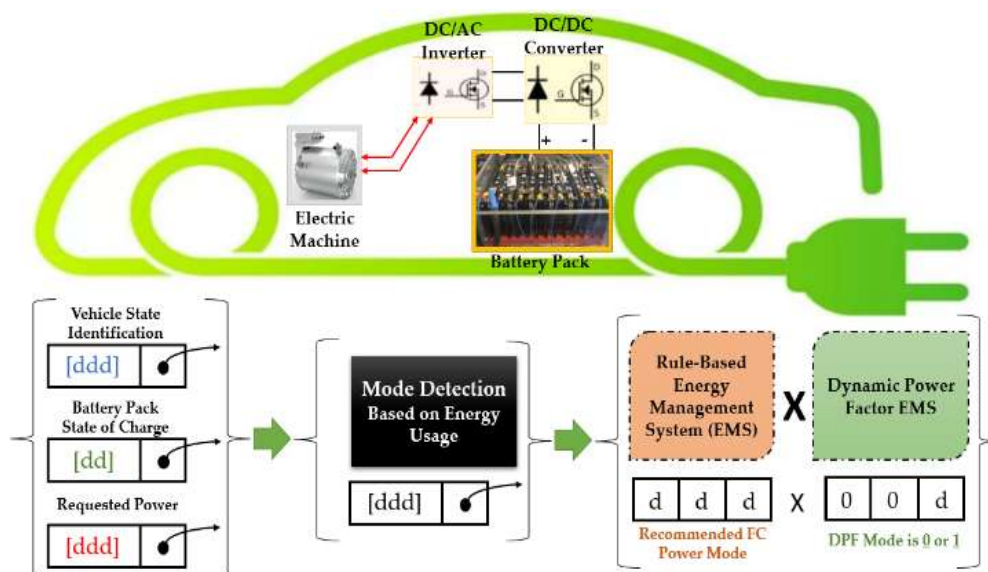 DC/AC
Inverter
DC/DC
Converter
D
G
S
D
G
S
+ -
Electric
Machine
Battery Pack
Vehicle State
Identification
[ddd]
Battery Pack
State of Charge
[dd]
Requested Power
[ddd]
Mode Detection
Based on Energy
Usage
[ddd]
Rule-Based
Energy
Management
System (EMS)
X
Dynamic Power
Factor EMS
d d d
X
0 0 d
Recommended FC
Power Mode
DPF Mode is 0 or 1